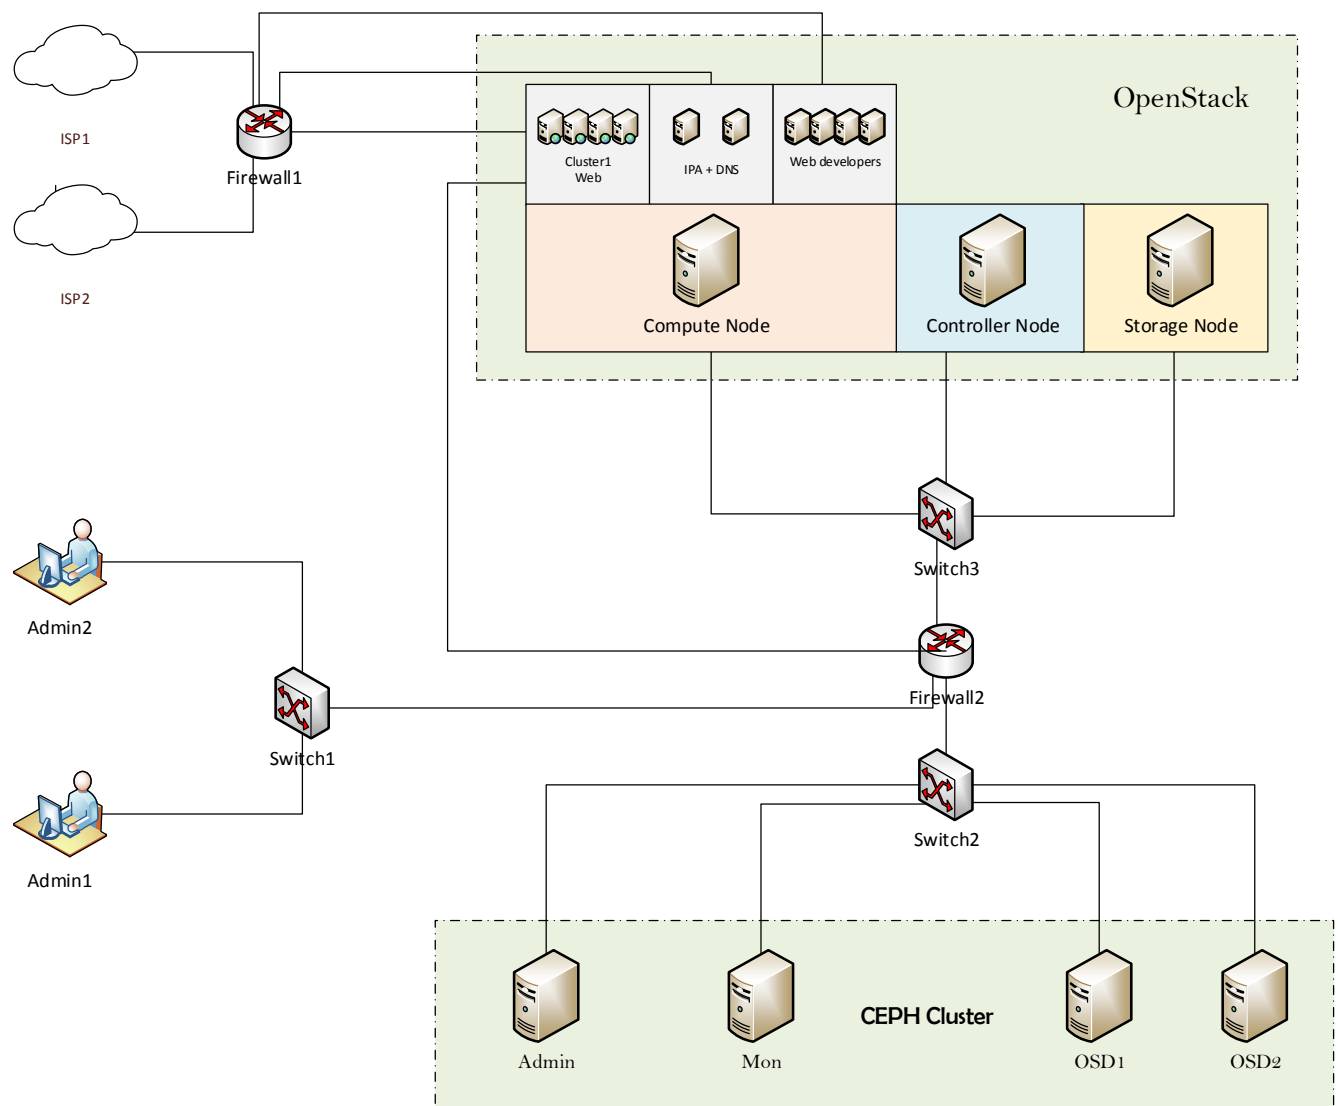 OpenStack
ISP1
Firewall1
Cluster1
Web
IPA + DNS
Web developers
ISP2
Compute Node
Controller Node
Storage Node
Switch3
Admin2
Firewall2
Switch1
Switch2
Admin1
CEPH Cluster
Admin
Mon
OSD1
OSD2